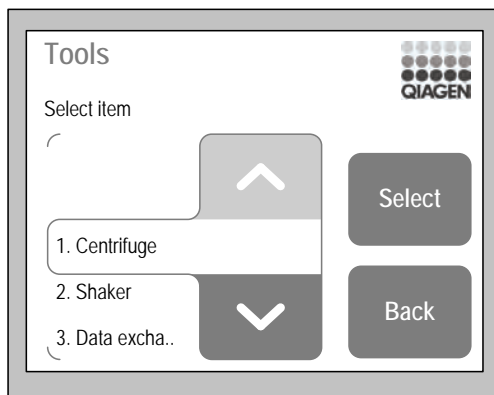 Tools
QIAGEN
Select item
1. Centrifuge
2. Shaker
3. Data excha..
Select
Back